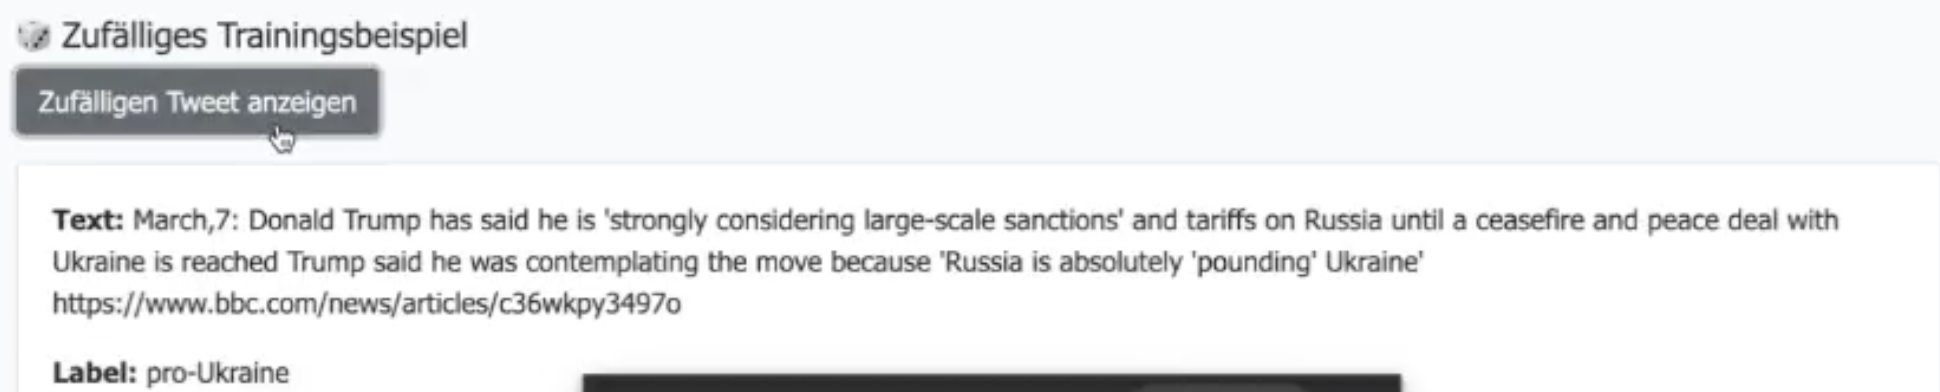 Zufälliges Trainingsbeispiel
Zufälligen Tweet anzeigen
Text: March,7: Donald Trump has said he is 'strongly considering large-scale sanctions' and tariffs on Russia until a ceasefire and peace deal with
Ukraine is reached Trump said he was contemplating the move because 'Russia is absolutely 'pounding' Ukraine'
https://www.bbc.com/news/articles/c36wkpy3497o
Label: pro-Ukraine